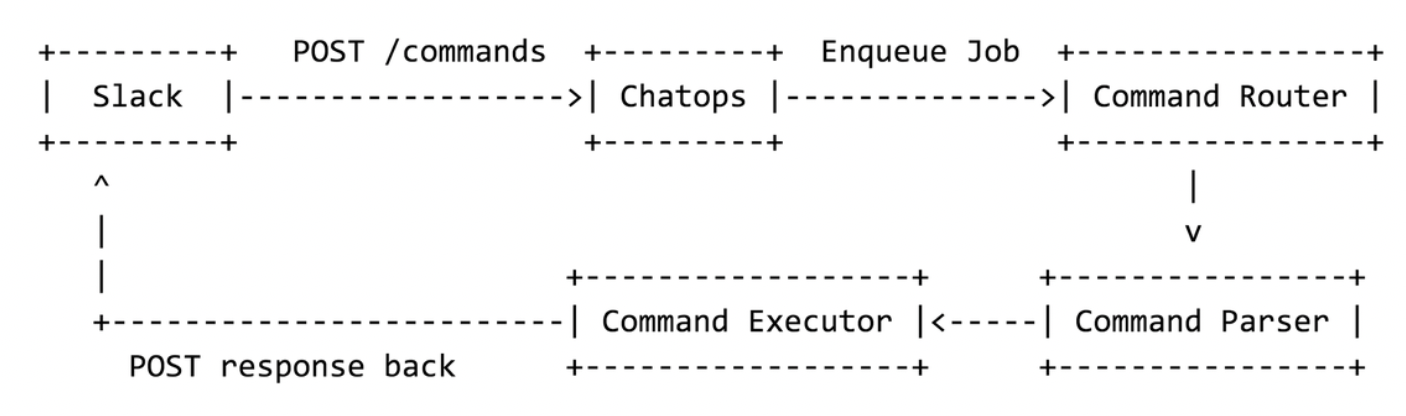 +---------+   POST /commands  +---------+  Enqueue Job  +----------------+
|  Slack  |------------------>| Chatops |-------------->| Command Router |
+---------+                   +---------+               +----------------+
   ^                                                           |
   |                                                           v
   |                         +------------------+      +----------------+
   +-------------------------| Command Executor |<-----| Command Parser |
     POST response back      +------------------+      +----------------+